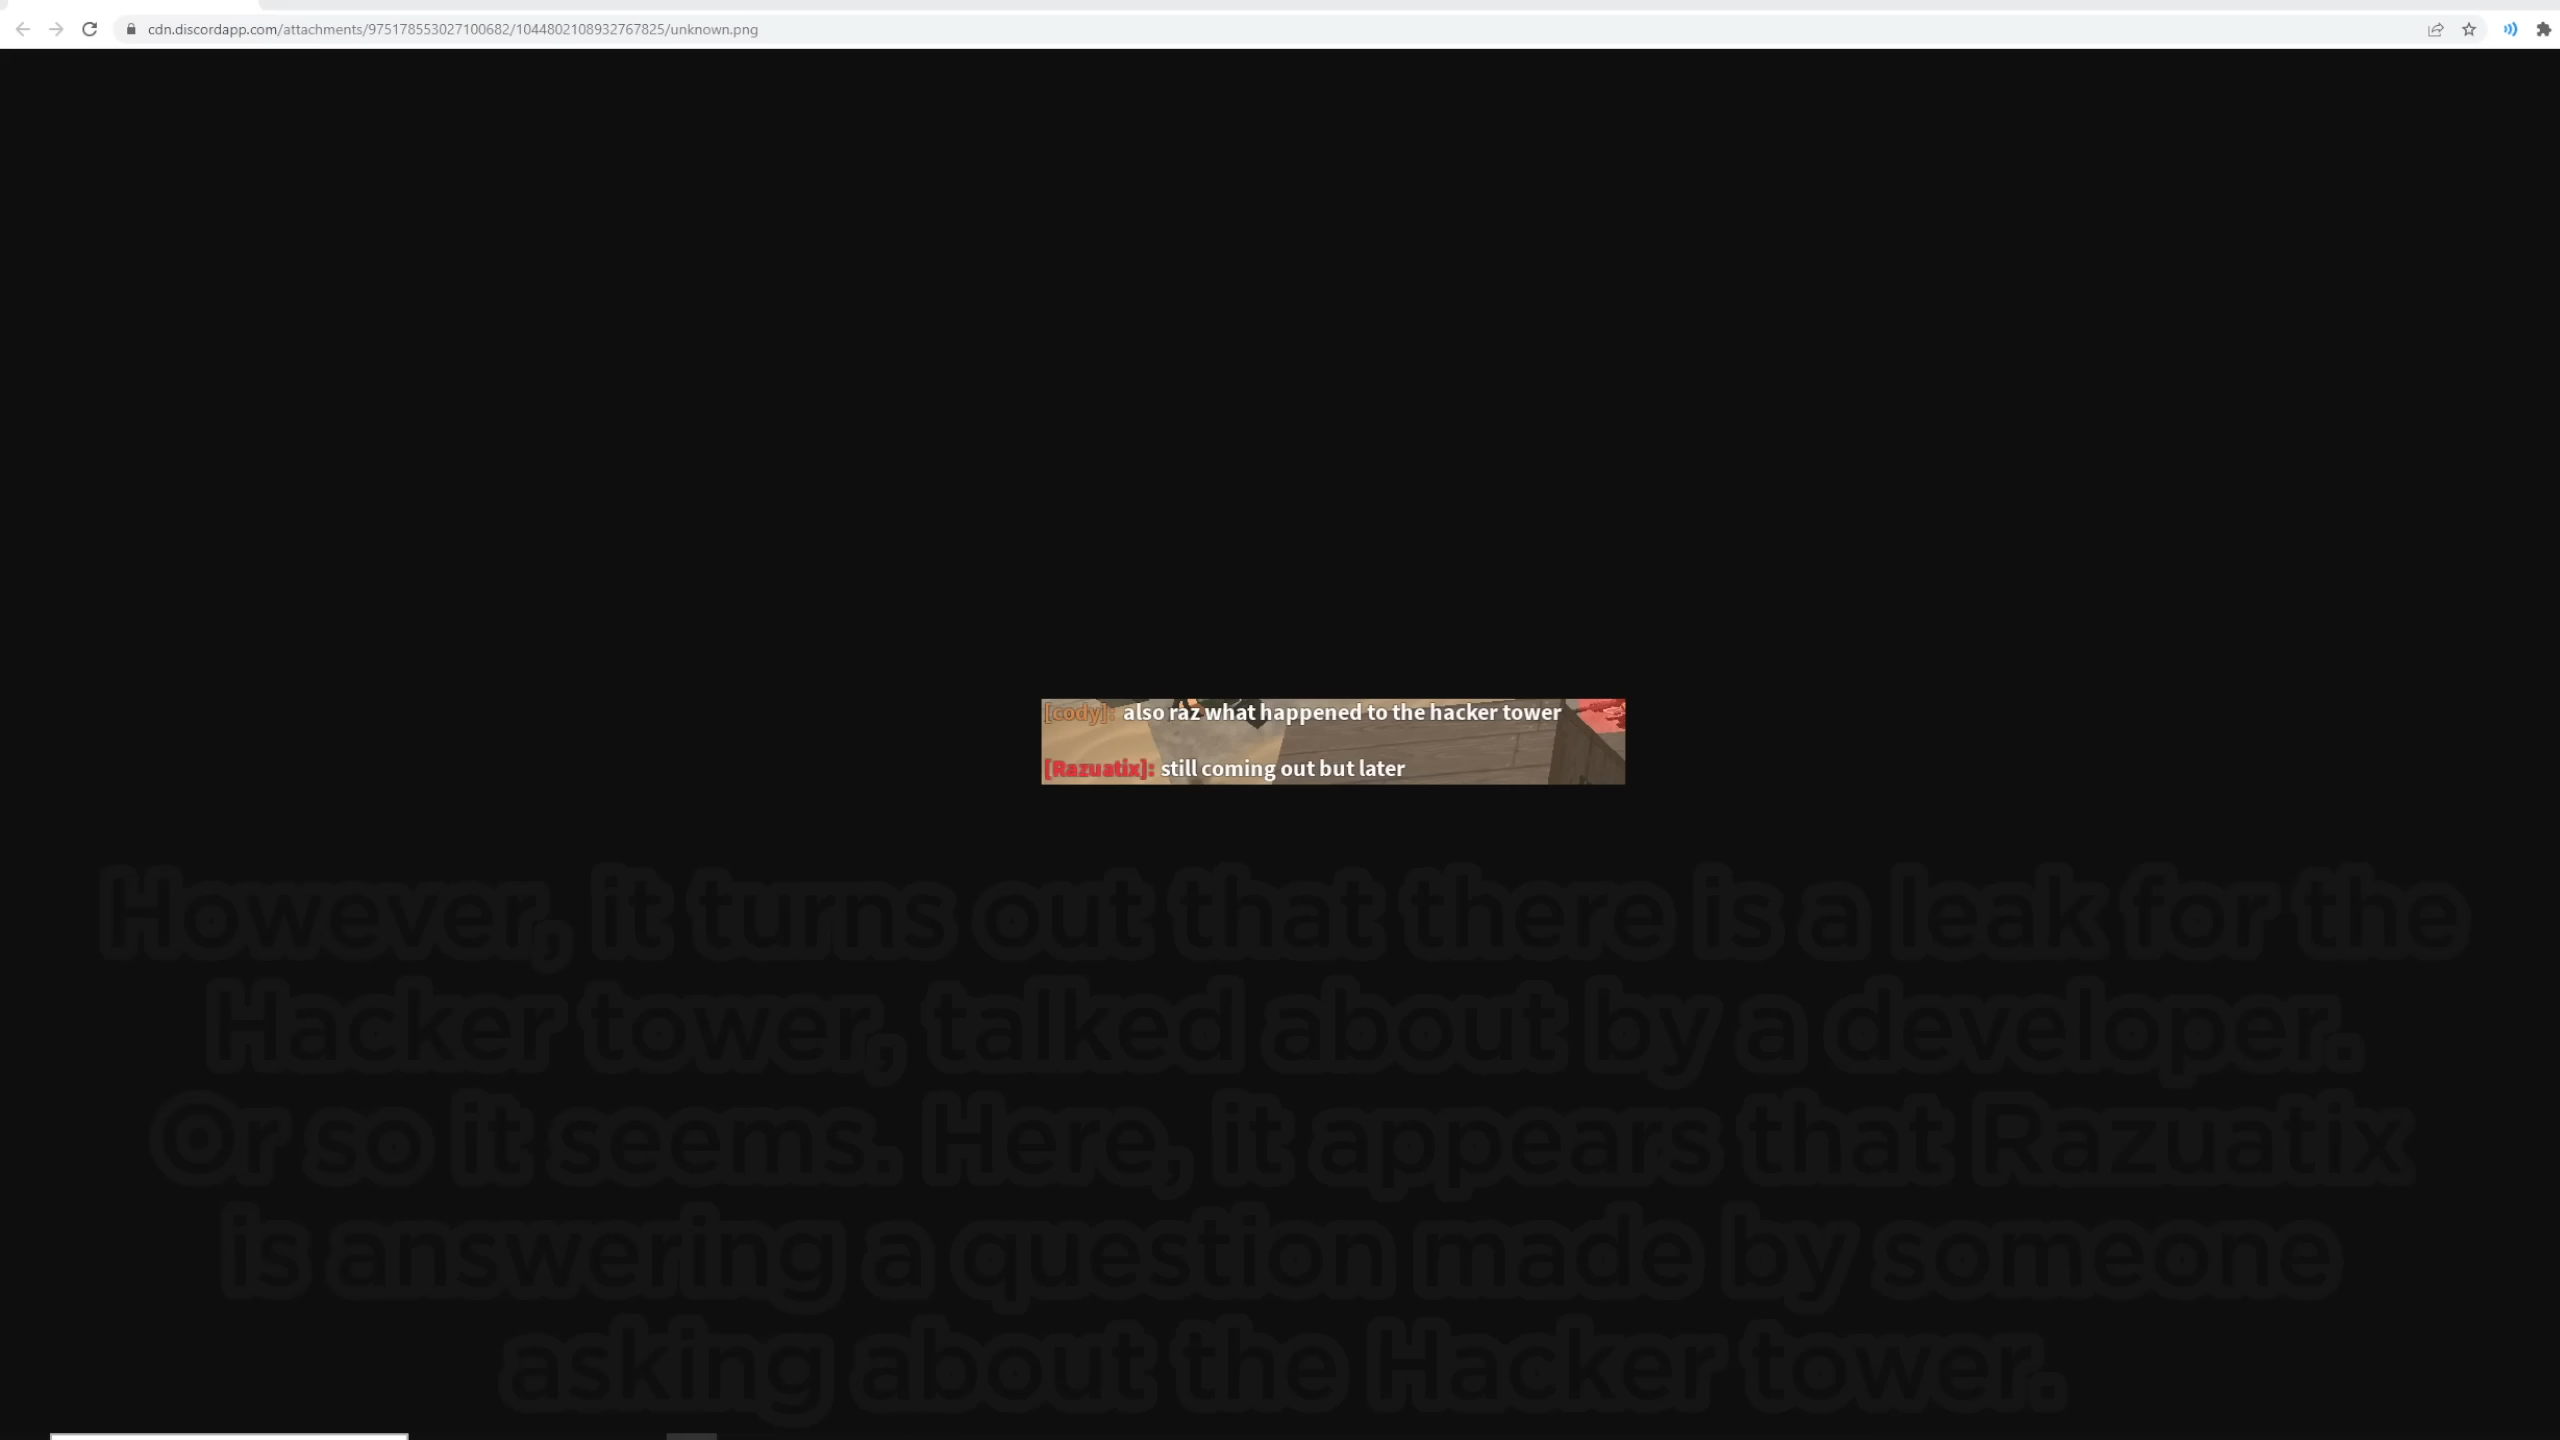 cdn.discordapp.com/attachments/975178553027100682/1044802108932767825/unknown.png
[cody]: also raz what happened to the hacker tower
[Razuatix]: still coming out but later
However, it turns out that there is a leak for the
Hacker tower, talked about by a developer.
Or so it seems. Here, it appears that Razuatix
is answering a question made by someone
asking about the Hacker tower.